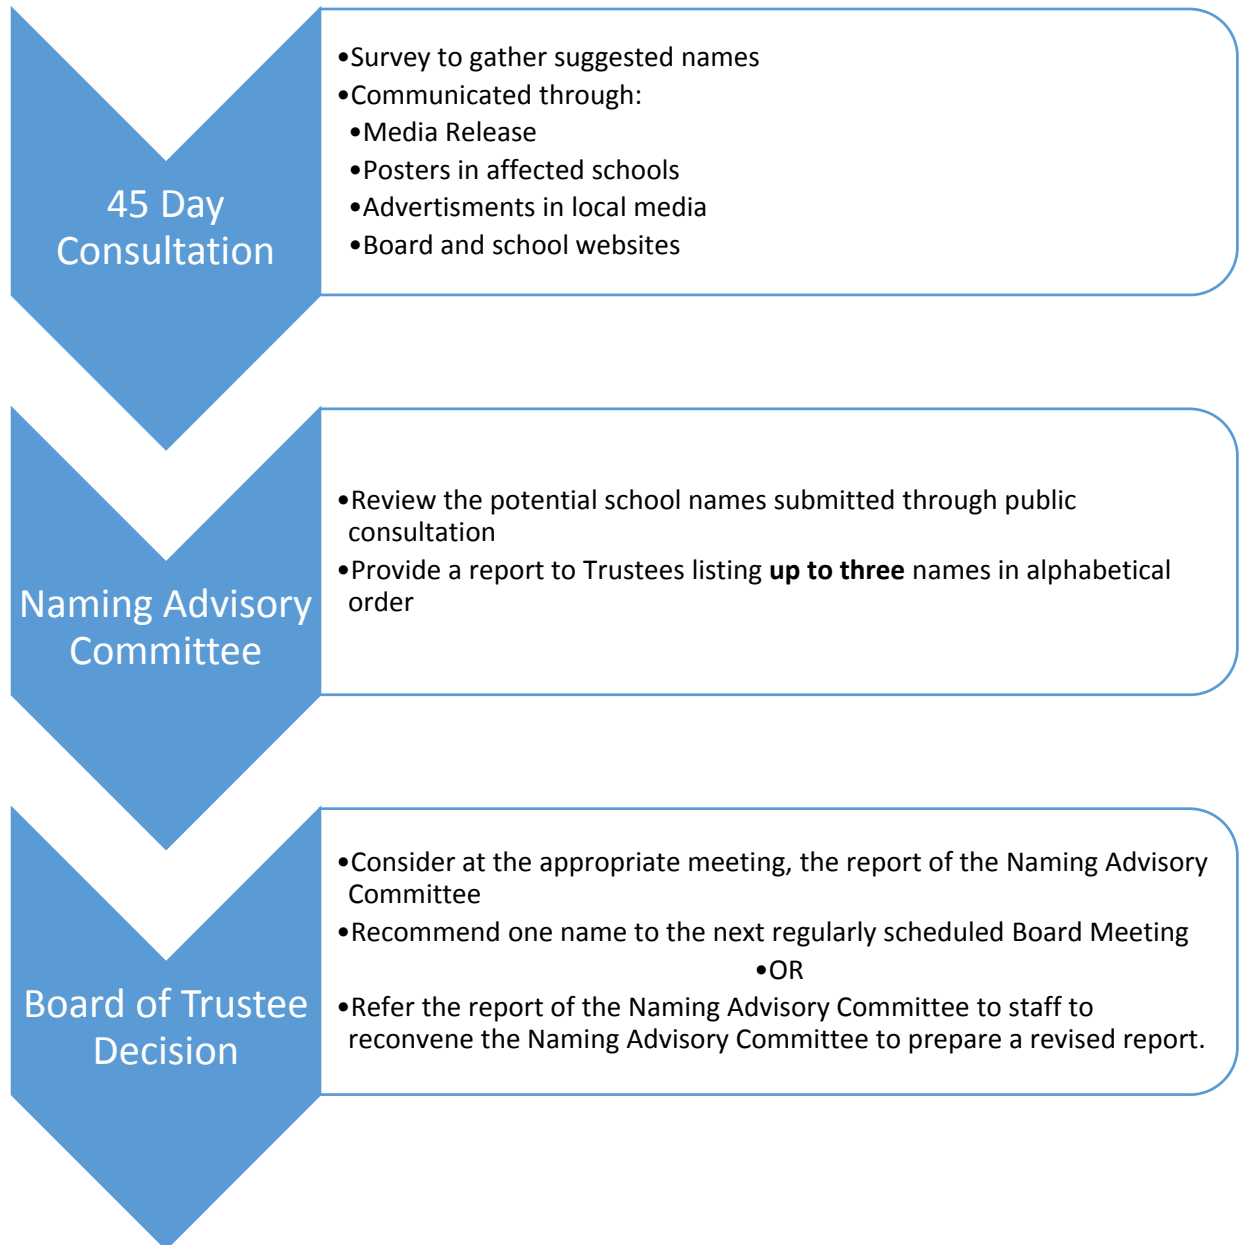 45 Day
Consultation
•Survey to gather suggested names
•Communicated through:
•Media Release
•Posters in affected schools
•Advertisments in local media
•Board and school websites
Naming Advisory
Committee
•Review the potential school names submitted through public
consultation
•Provide a report to Trustees listing up to three names in alphabetical
order
Board of Trustee
Decision
•Consider at the appropriate meeting, the report of the Naming Advisory
Committee
•Recommend one name to the next regularly scheduled Board Meeting
•OR
•Refer the report of the Naming Advisory Committee to staff to
reconvene the Naming Advisory Committee to prepare a revised report.